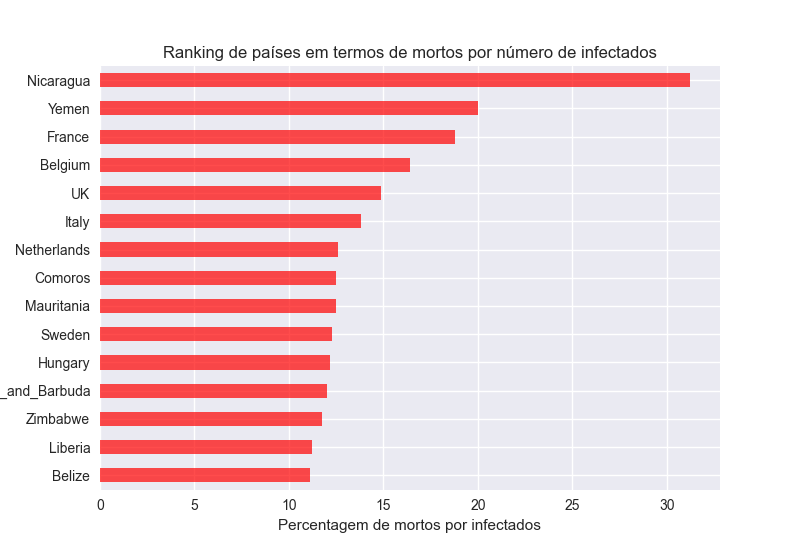 Ranking de países em termos de mortos por número de infectados
Nicaragua
Yemen
France
Belgium
UK
Italy
Netherlands
Comoros
Mauritania
Sweden
Hungary
_and_Barbuda
Zimbabwe
Liberia
Belize
0 5 10 15 20 25 30
Percentagem de mortos por infectados